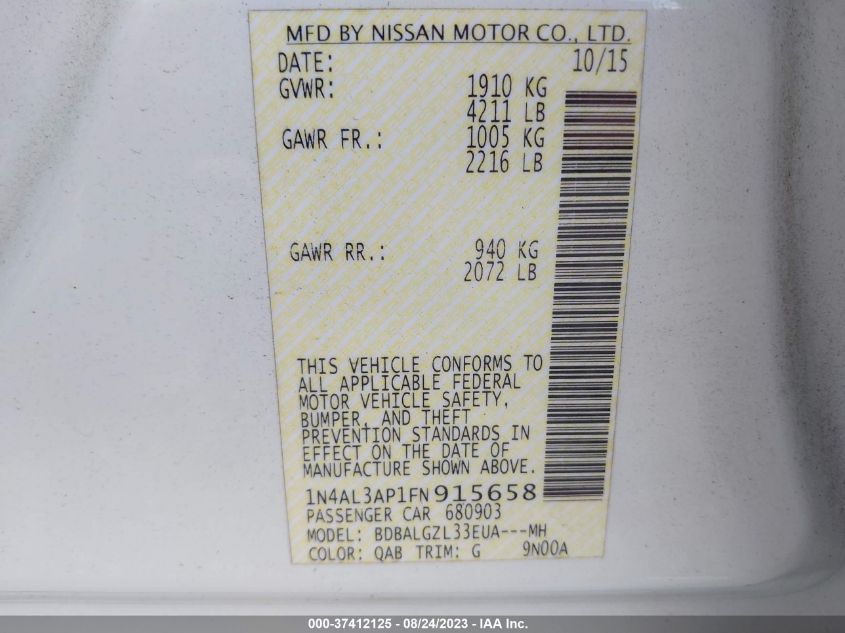 MFD BY NISSAN MOTOR CO., LTD.
DATE: 10/15
GVWR: 1910 KG
4211 LB
GAWR FR.: 1005 KG
2216 LB
GAWR RR.: 940 KG
2072 LB
THIS VEHICLE CONFORMS TO
ALL APPLICABLE FEDERAL
MOTOR VEHICLE SAFETY,
BUMPER, AND THEFT
PREVENTION STANDARDS IN
EFFECT ON THE DATE OF
MANUFACTURE SHOWN ABOVE.
1N4AL3AP1FN915658
PASSENGER CAR 680903
MODEL: BDBALGZL33EUA---MH
COLOR: QAB TRIM: G 9N00A
000-37412125 - 08/24/2023 - IAA Inc.